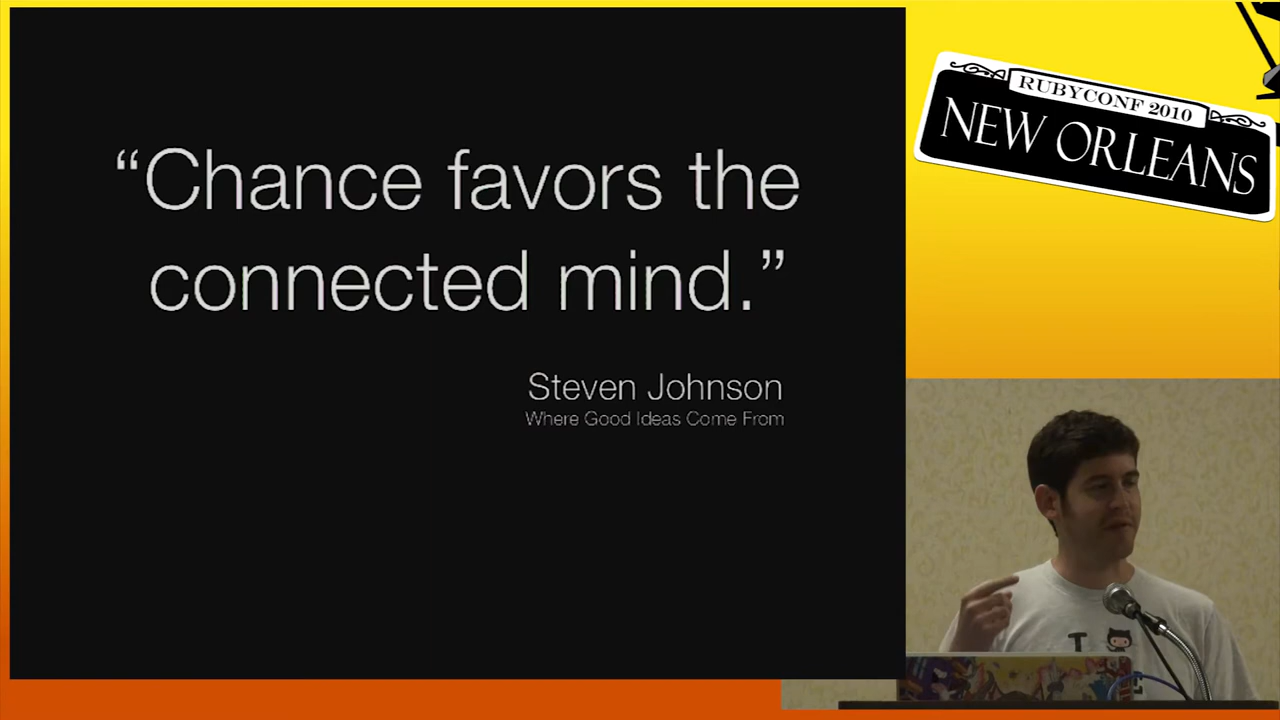 “Chance favors the
connected mind.”
Steven Johnson
Where Good Ideas Come From
RUBYCONF 2010
NEW ORLEANS
I